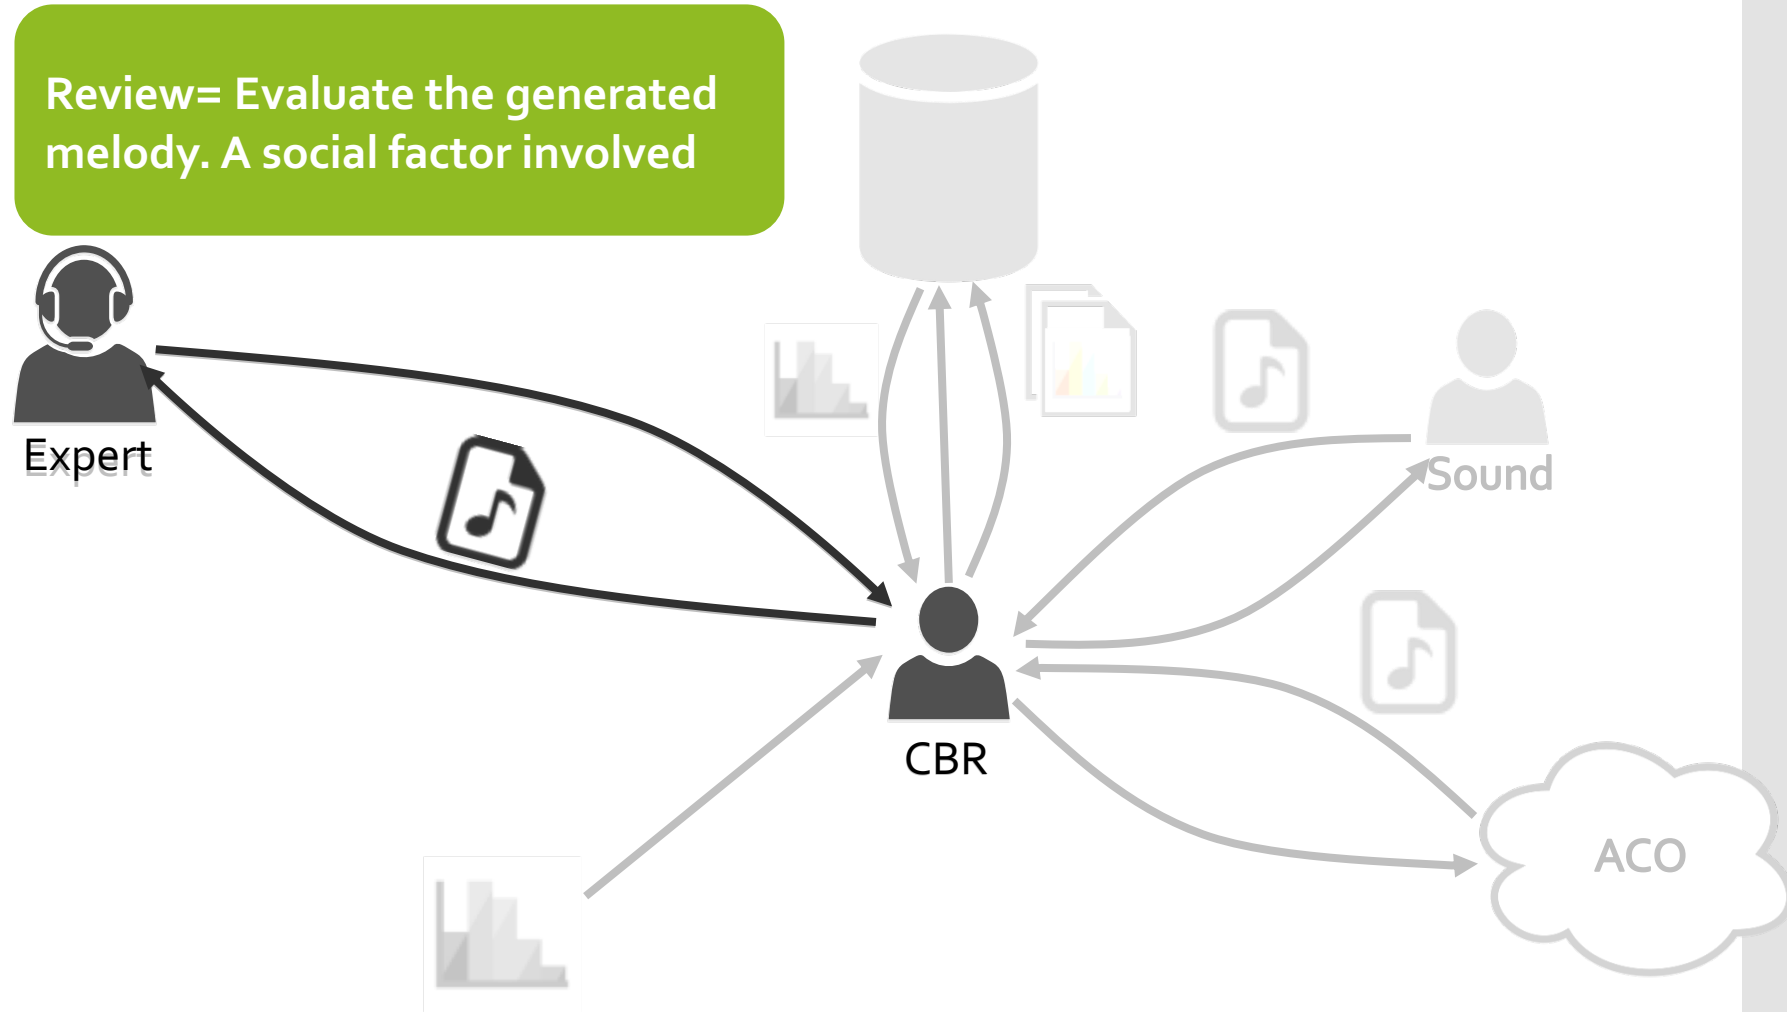 Review= Evaluate the generated
melody. A social factor involved
Expert
Sound
CBR
ACO